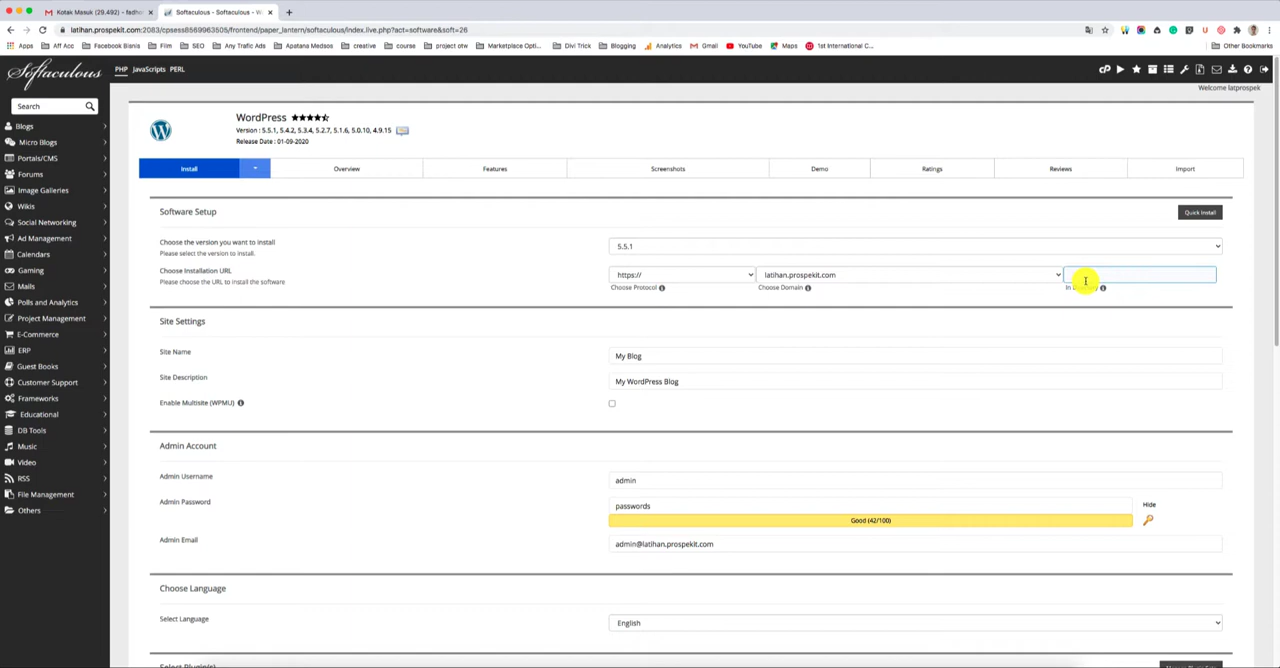 Kotak Masuk (29.492) - fadho
Softaculous - Softaculous - W
latihan.prospekit.com:2083/cpsess8569963505/frontend/paper_lantern/softaculous/index.live.php?act=software&soft=26
Apps Aff Acc Facebook Bisnis Film SEO Any Trafic Ads Apatana Medsos creative course project otw Marketplace Opti... Divi Trick Blogging Analytics Gmail YouTube Maps 1st International C... Other Bookmarks
Softaculous PHP JavaScripts PERL
Welcome latprospek
Search
Blogs
Micro Blogs
Portals/CMS
Forums
Image Galleries
Wikis
Social Networking
Ad Management
Calendars
Gaming
Mails
Polls and Analytics
Project Management
E-Commerce
ERP
Guest Books
Customer Support
Frameworks
Educational
DB Tools
Music
Video
RSS
File Management
Others
WordPress
Version : 5.5.1, 5.4.2, 5.3.4, 5.2.7, 5.1.6, 5.0.10, 4.9.15
Release Date : 01-09-2020
Install Overview Features Screenshots Demo Ratings Reviews Import
Software Setup
Quick Install
Choose the version you want to install
Please select the version to install.
5.5.1
Choose Installation URL
Please choose the URL to install the software
https:// latihan.prospekit.com
Choose Protocol Choose Domain In
Site Settings
Site Name
My Blog
Site Description
My WordPress Blog
Enable Multisite (WPMU)
Admin Account
Admin Username
admin
Admin Password
passwords
Hide
Good (42/100)
Admin Email
admin@latihan.prospekit.com
Choose Language
Select Language
English
Select Plugin(s)